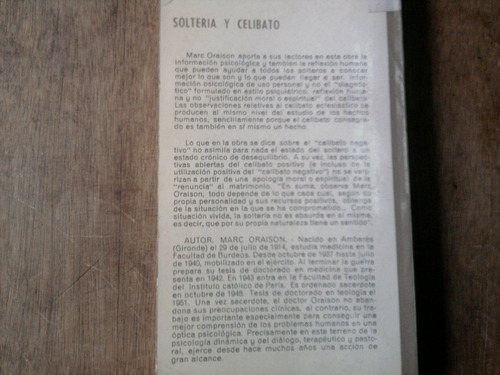 SOLTERIA Y CELIBATO
Marc Oraison aporta a sus lectores en esta obra la
información psicológica y también la reflexión humana
que pueden ayudar a todos los solteros a conocer
mejor lo que son y lo que pueden llegar a ser. Infor-
mación psicológica de uso personal y no el "diagnós-
tico" formulado en estilo psiquiátrico: reflexión huma-
na y no "justificación moral o espiritual" del celibato.
Las observaciones relativas al celibato eclesiástico se
producen al mismo nivel del estudio de los hechos
humanos, sencillamente porque el celibato consagra-
do es también en sí mismo un hecho.
Lo que en la obra se dice sobre el "celibato nega-
tivo" no asimila para nada el estado del soltero a un
estado crónico de desequilibrio. A su vez, las perspec-
tivas abiertas del celibato positivo (e incluso de la
utilización positiva del "celibato negativo") no se valo-
rizan a partir de una apología moral o espiritual de la
"renuncia" al matrimonio. "En suma, observa Marc
Oraison, todo depende de lo que cada cual, según su
propia personalidad y sus recursos positivos, obtenga
de la situación en la que se ha comprometido... Como
situación vivida, la soltería no es absurda en sí misma,
es decir, que por su propia naturaleza tiene un sentido".
AUTOR. MARC ORAISON. - Nacido en Ambarés
(Gironde) el 29 de julio de 1914, estudia medicina en la
Facultad de Burdeos. Desde octubre de 1937 hasta julio
de 1940, mobilizado en el ejército. Al terminar la guerra
prepara su tesis de doctorado en medicina que pre-
senta en 1942. En 1943 entra en la Facultad de Teología
del Instituto católico de París. Es ordenado sacerdote
en octubre de 1948. Tesis de doctorado en teología el
1951. Una vez sacerdote, el doctor Oraison no aban-
dona sus preocupaciones clínicas, al contrario, su tra-
bajo es importante especialmente para conseguir una
mejor comprensión de los problemas humanos en una
óptica psicológica. Precisamente en este terreno de la
psicología dinámica y del diálogo, terapéutico y pasto-
ral, ejerce desde hace muchos años una acción de
gran alcance.